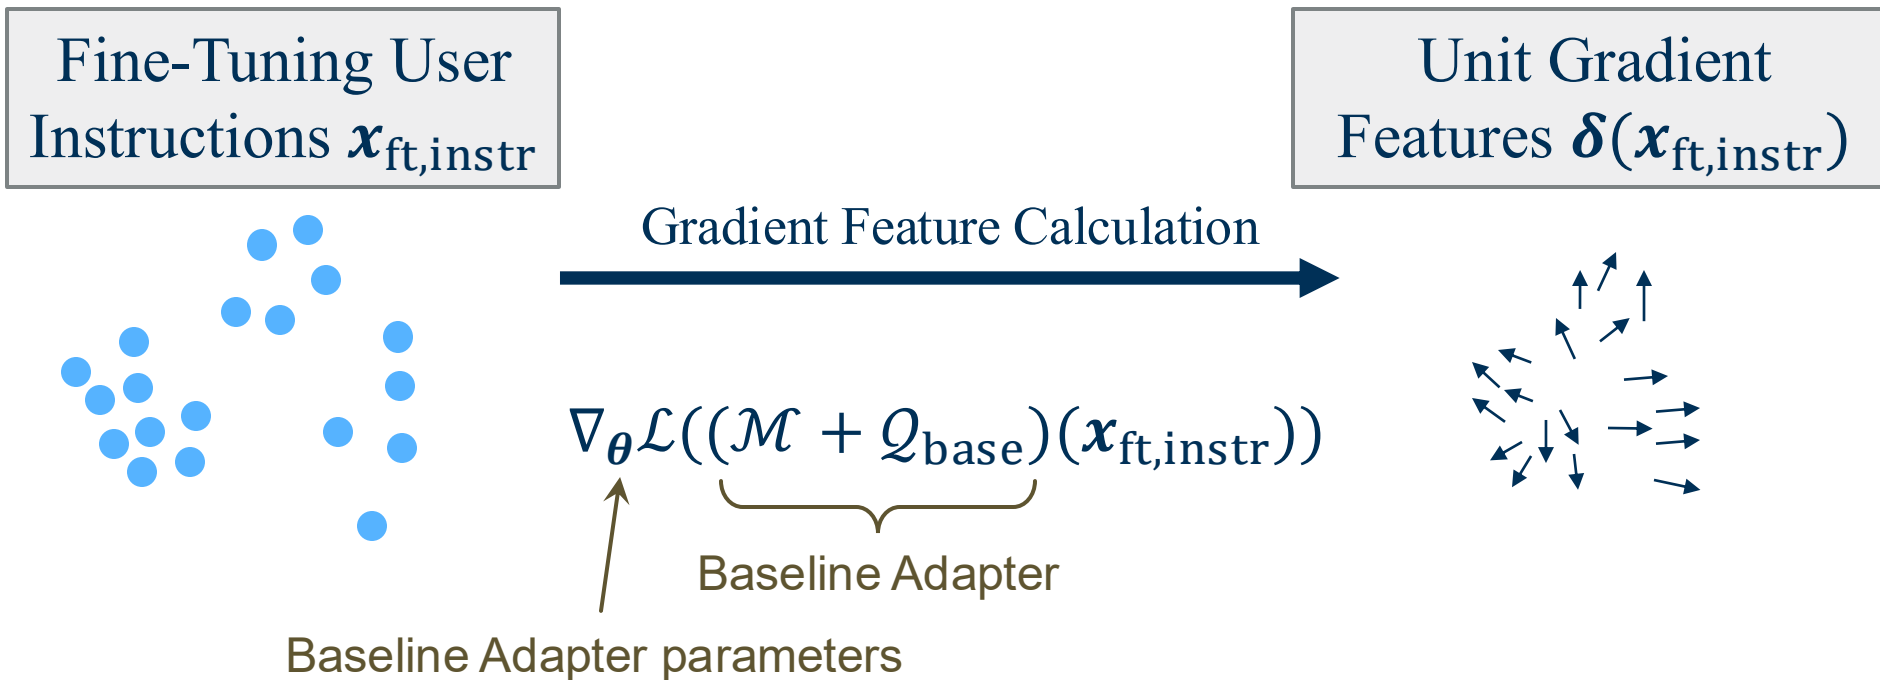 Fine-Tuning User
Instructions 𝒙ft,instr
Unit Gradient
Features 𝜹(𝒙ft,instr)
Gradient Feature Calculation
∇𝜽ℒ((ℳ + 𝒬base)(𝒙ft,instr))
Baseline Adapter
Baseline Adapter parameters